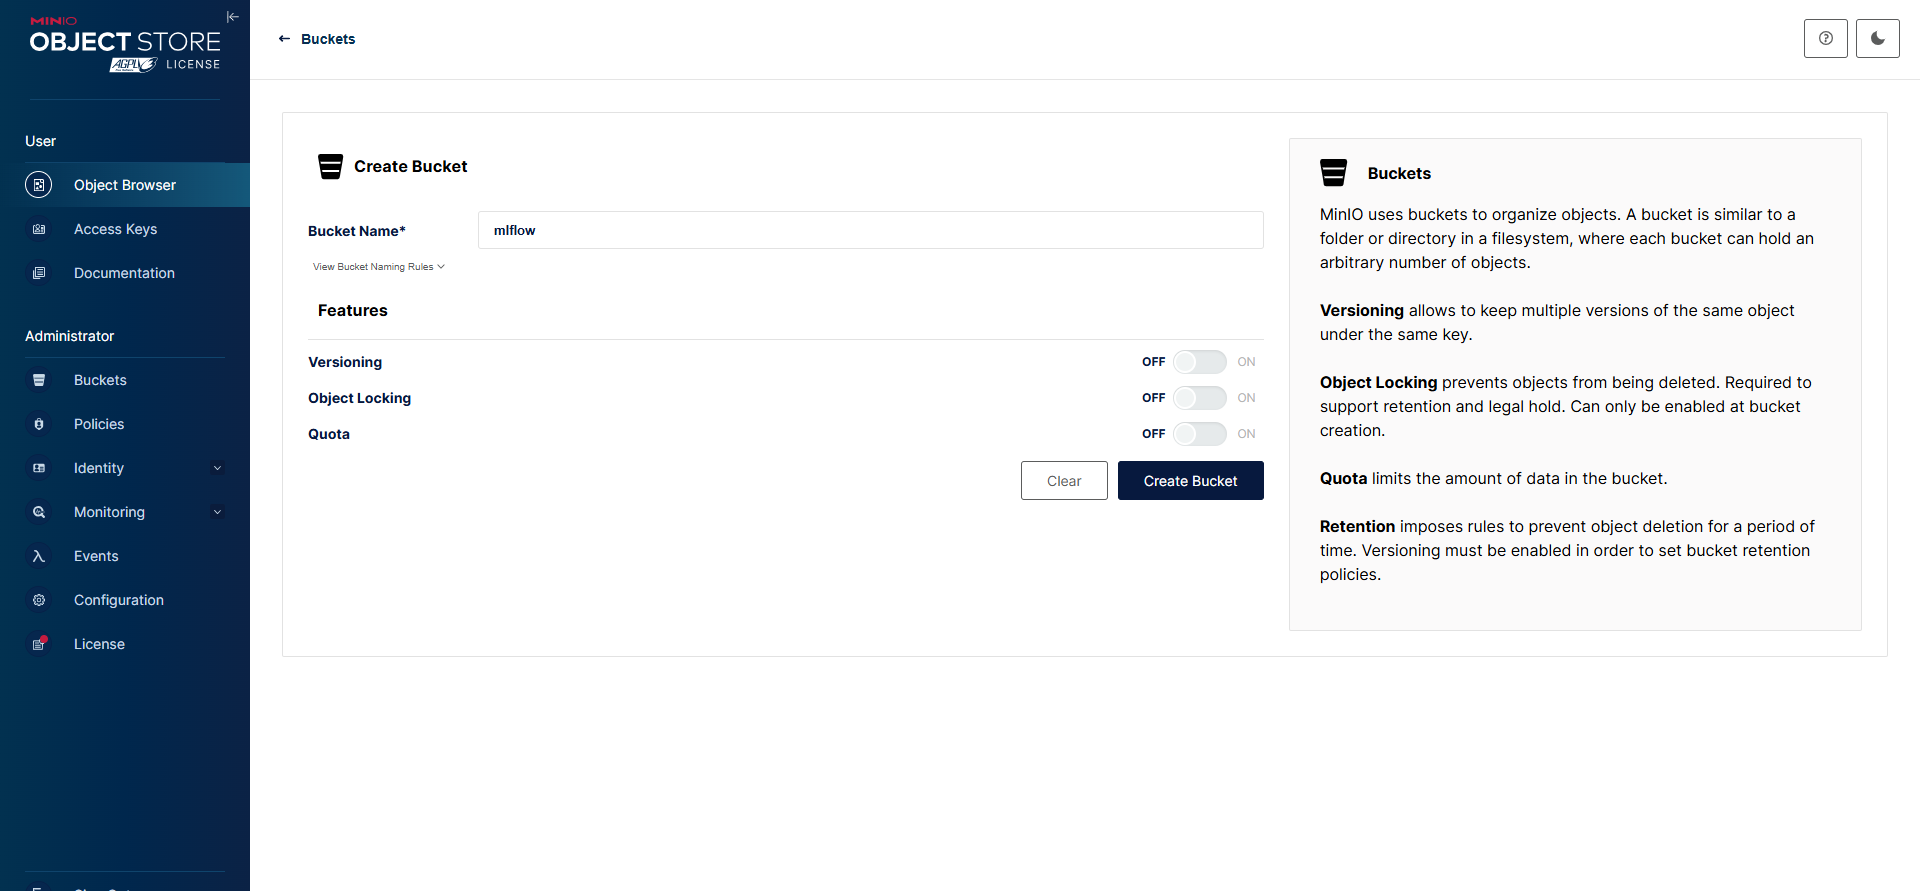 MINIO
OBJECT STORE
AGPLV3 LICENSE
User
Object Browser
Access Keys
Documentation
Administrator
Buckets
Policies
Identity
Monitoring
Events
Configuration
License
Buckets
Create Bucket
Bucket Name*
mlflow
View Bucket Naming Rules
Features
Versioning
OFF ON
Object Locking
OFF ON
Quota
OFF ON
Clear
Create Bucket
Buckets
MinIO uses buckets to organize objects. A bucket is similar to a
folder or directory in a filesystem, where each bucket can hold an
arbitrary number of objects.
Versioning allows to keep multiple versions of the same object
under the same key.
Object Locking prevents objects from being deleted. Required to
support retention and legal hold. Can only be enabled at bucket
creation.
Quota limits the amount of data in the bucket.
Retention imposes rules to prevent object deletion for a period of
time. Versioning must be enabled in order to set bucket retention
policies.